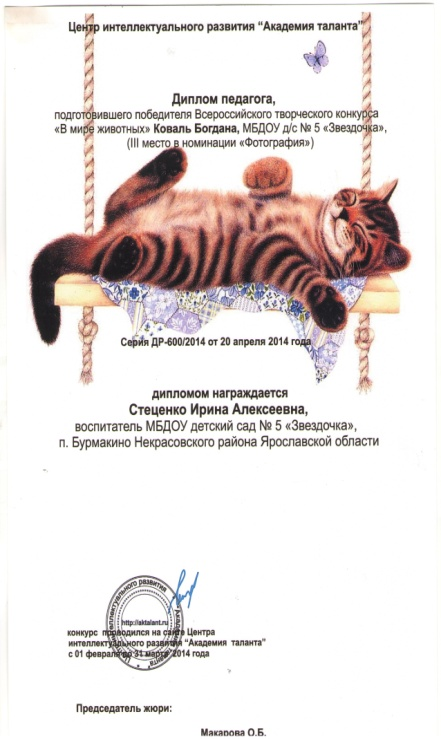 Центр интеллектуального развития “Академия таланта”
Диплом педагога,
подготовившего победителя Всероссийского творческого конкурса
«В мире животных» Коваль Богдана, МБДОУ д/с № 5 «Звездочка»,
(III место в номинации «Фотография»)
Серия ДР-600/2014 от 20 апреля 2014 года
дипломом награждается
Стеценко Ирина Алексеевна,
воспитатель МБДОУ детский сад № 5 «Звездочка»,
п. Бурмакино Некрасовского района Ярославской области
http://aktalant.ru
конкурс проводился на сайте Центра
интеллектуального развития “Академия таланта”
с 01 февраля по 31 марта 2014 года
Председатель жюри:
Макарова О.Б.